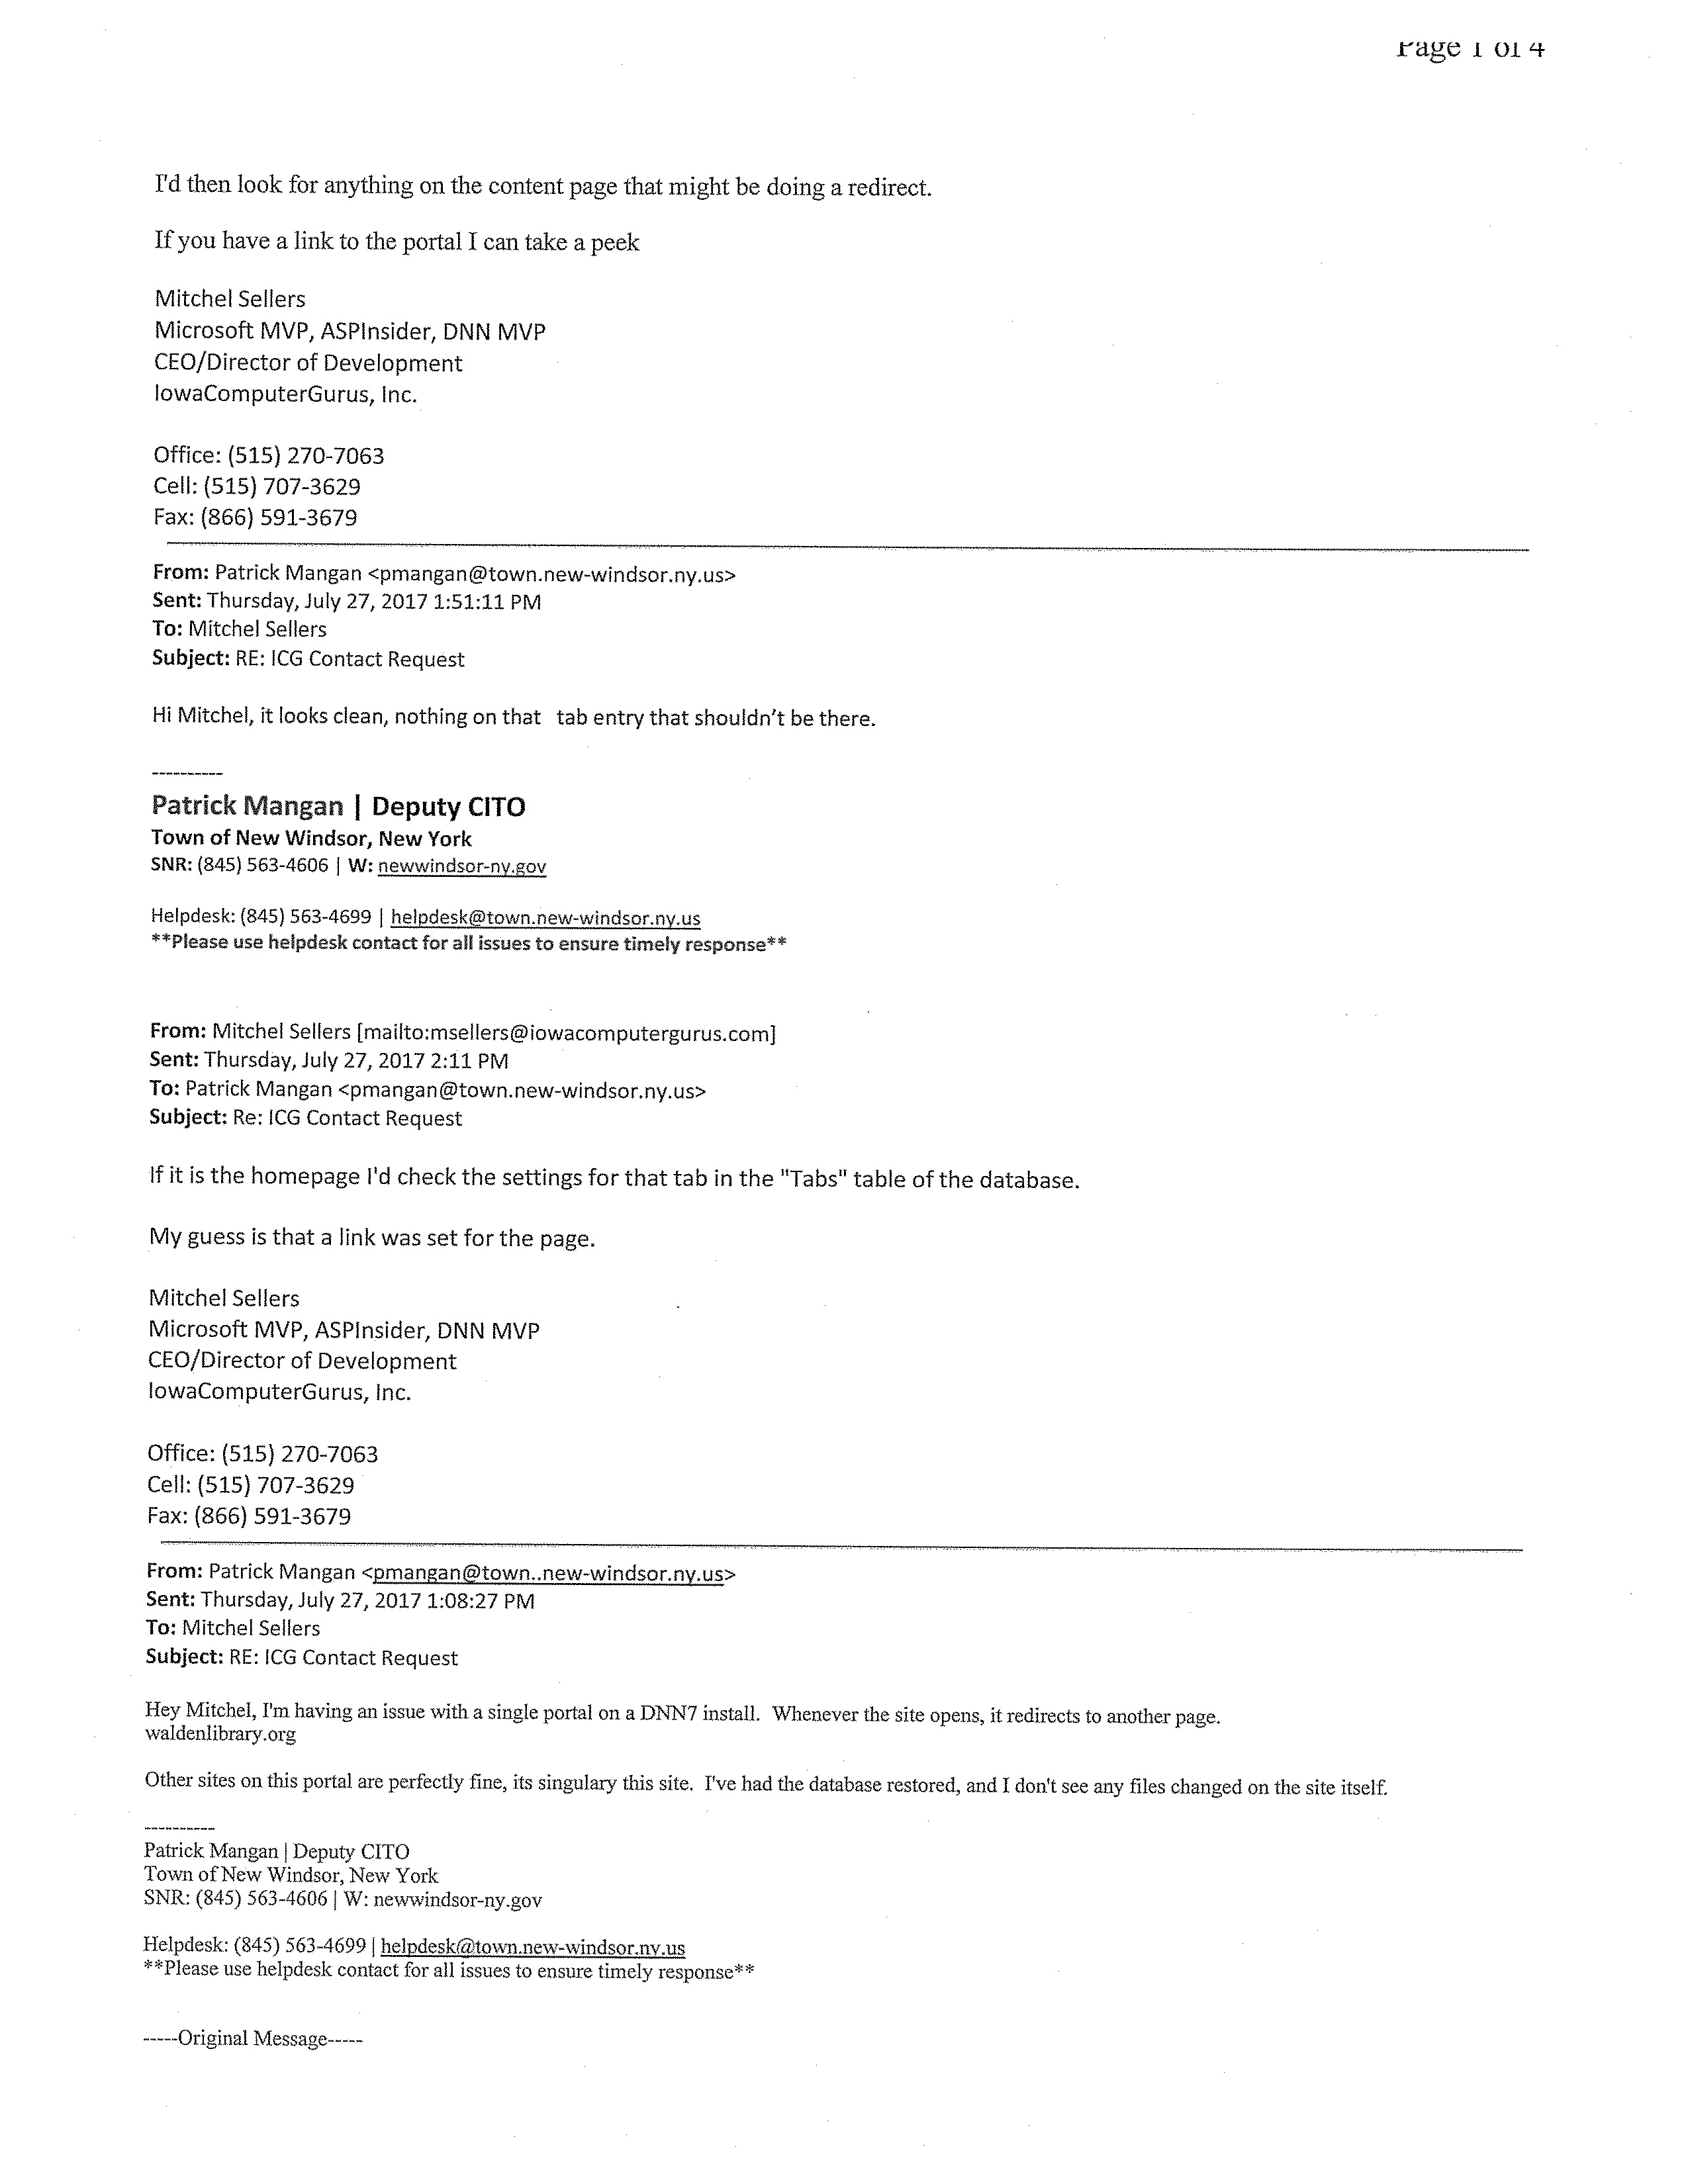 Page 1 of 4
I'd then look for anything on the content page that might be doing a redirect.
If you have a link to the portal I can take a peek
Mitchel Sellers
Microsoft MVP, ASPInsider, DNN MVP
CEO/Director of Development
IowaComputerGurus, Inc.
Office: (515) 270-7063
Cell: (515) 707-3629
Fax: (866) 591-3679
From: Patrick Mangan <pmangan@town.new-windsor.ny.us>
Sent: Thursday, July 27, 2017 1:51:11 PM
To: Mitchel Sellers
Subject: RE: ICG Contact Request
Hi Mitchel, it looks clean, nothing on that  tab entry that shouldn't be there.
----------
Patrick Mangan | Deputy CITO
Town of New Windsor, New York
SNR: (845) 563-4606 | W: newwindsor-ny.gov
Helpdesk: (845) 563-4699 | helpdesk@town.new-windsor.ny.us
**Please use helpdesk contact for all issues to ensure timely response**
From: Mitchel Sellers [mailto:msellers@iowacomputergurus.com]
Sent: Thursday, July 27, 2017 2:11 PM
To: Patrick Mangan <pmangan@town.new-windsor.ny.us>
Subject: Re: ICG Contact Request
If it is the homepage I'd check the settings for that tab in the "Tabs" table of the database.
My guess is that a link was set for the page.
Mitchel Sellers
Microsoft MVP, ASPInsider, DNN MVP
CEO/Director of Development
IowaComputerGurus, Inc.
Office: (515) 270-7063
Cell: (515) 707-3629
Fax: (866) 591-3679
From: Patrick Mangan <pmangan@town..new-windsor.ny.us>
Sent: Thursday, July 27, 2017 1:08:27 PM
To: Mitchel Sellers
Subject: RE: ICG Contact Request
Hey Mitchel, I'm having an issue with a single portal on a DNN7 install.  Whenever the site opens, it redirects to another page.
waldenlibrary.org
Other sites on this portal are perfectly fine, its singulary this site.  I've had the database restored, and I don't see any files changed on the site itself.
----------
Patrick Mangan | Deputy CITO
Town of New Windsor, New York
SNR: (845) 563-4606 | W: newwindsor-ny.gov
Helpdesk: (845) 563-4699 | helpdesk@town.new-windsor.ny.us
**Please use helpdesk contact for all issues to ensure timely response**
-----Original Message-----